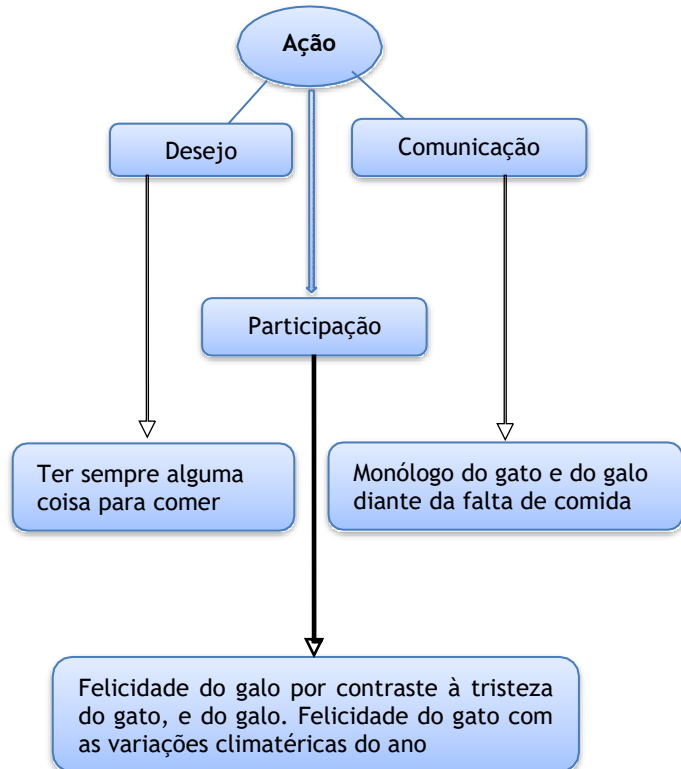 Ação
Desejo
Comunicação
Participação
Ter sempre alguma
coisa para comer
Monólogo do gato e do galo
diante da falta de comida
Felicidade do galo por contraste à tristeza
do gato, e do galo. Felicidade do gato com
as variações climatéricas do ano